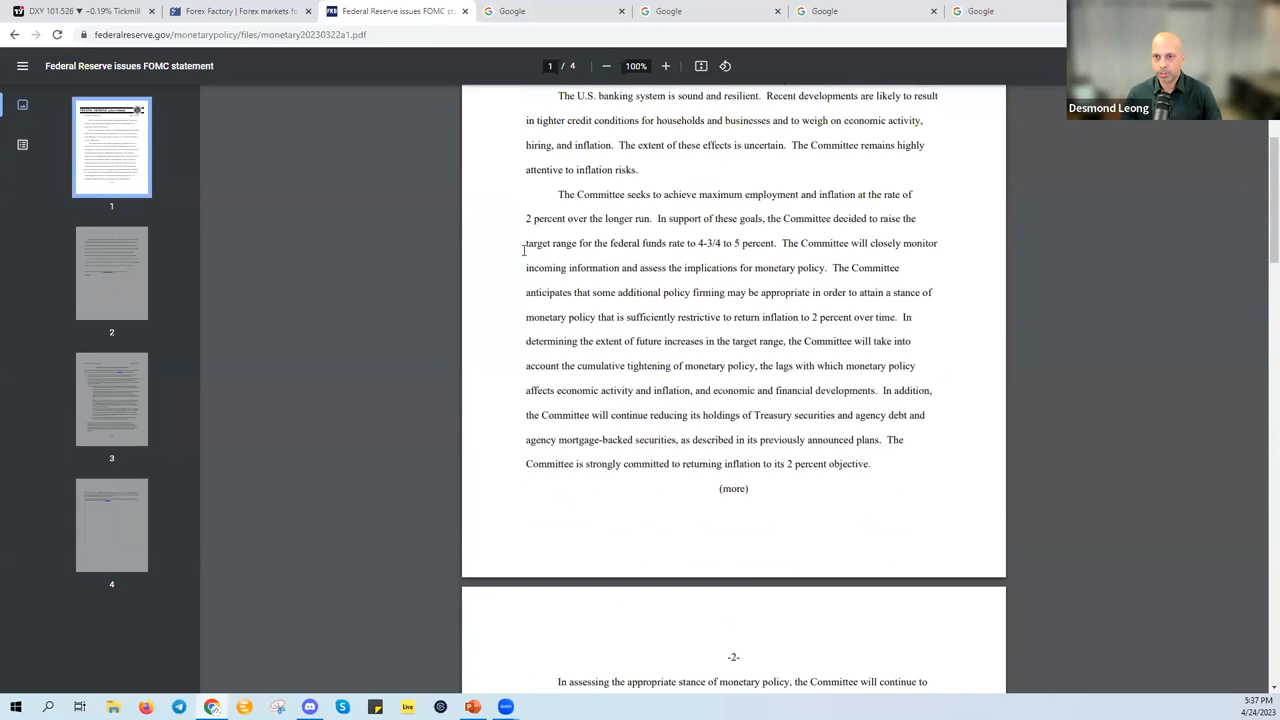 DXY 101.526 ▼ −0.19% Tickmill
Forex Factory | Forex markets fo
Federal Reserve issues FOMC stat
Google
Google
Google
Google
federalreserve.gov/monetarypolicy/files/monetary20230322a1.pdf
Federal Reserve issues FOMC statement
1 / 4
100%
Desmond Leong
1
2
3
4
The U.S. banking system is sound and resilient. Recent developments are likely to result
in tighter credit conditions for households and businesses and to weigh on economic activity,
hiring, and inflation. The extent of these effects is uncertain. The Committee remains highly
attentive to inflation risks.
The Committee seeks to achieve maximum employment and inflation at the rate of
2 percent over the longer run. In support of these goals, the Committee decided to raise the
target range for the federal funds rate to 4-3/4 to 5 percent. The Committee will closely monitor
incoming information and assess the implications for monetary policy. The Committee
anticipates that some additional policy firming may be appropriate in order to attain a stance of
monetary policy that is sufficiently restrictive to return inflation to 2 percent over time. In
determining the extent of future increases in the target range, the Committee will take into
account the cumulative tightening of monetary policy, the lags with which monetary policy
affects economic activity and inflation, and economic and financial developments. In addition,
the Committee will continue reducing its holdings of Treasury securities and agency debt and
agency mortgage-backed securities, as described in its previously announced plans. The
Committee is strongly committed to returning inflation to its 2 percent objective.
(more)
-2-
In assessing the appropriate stance of monetary policy, the Committee will continue to
Live
zoom
5:37 PM
4/24/2023